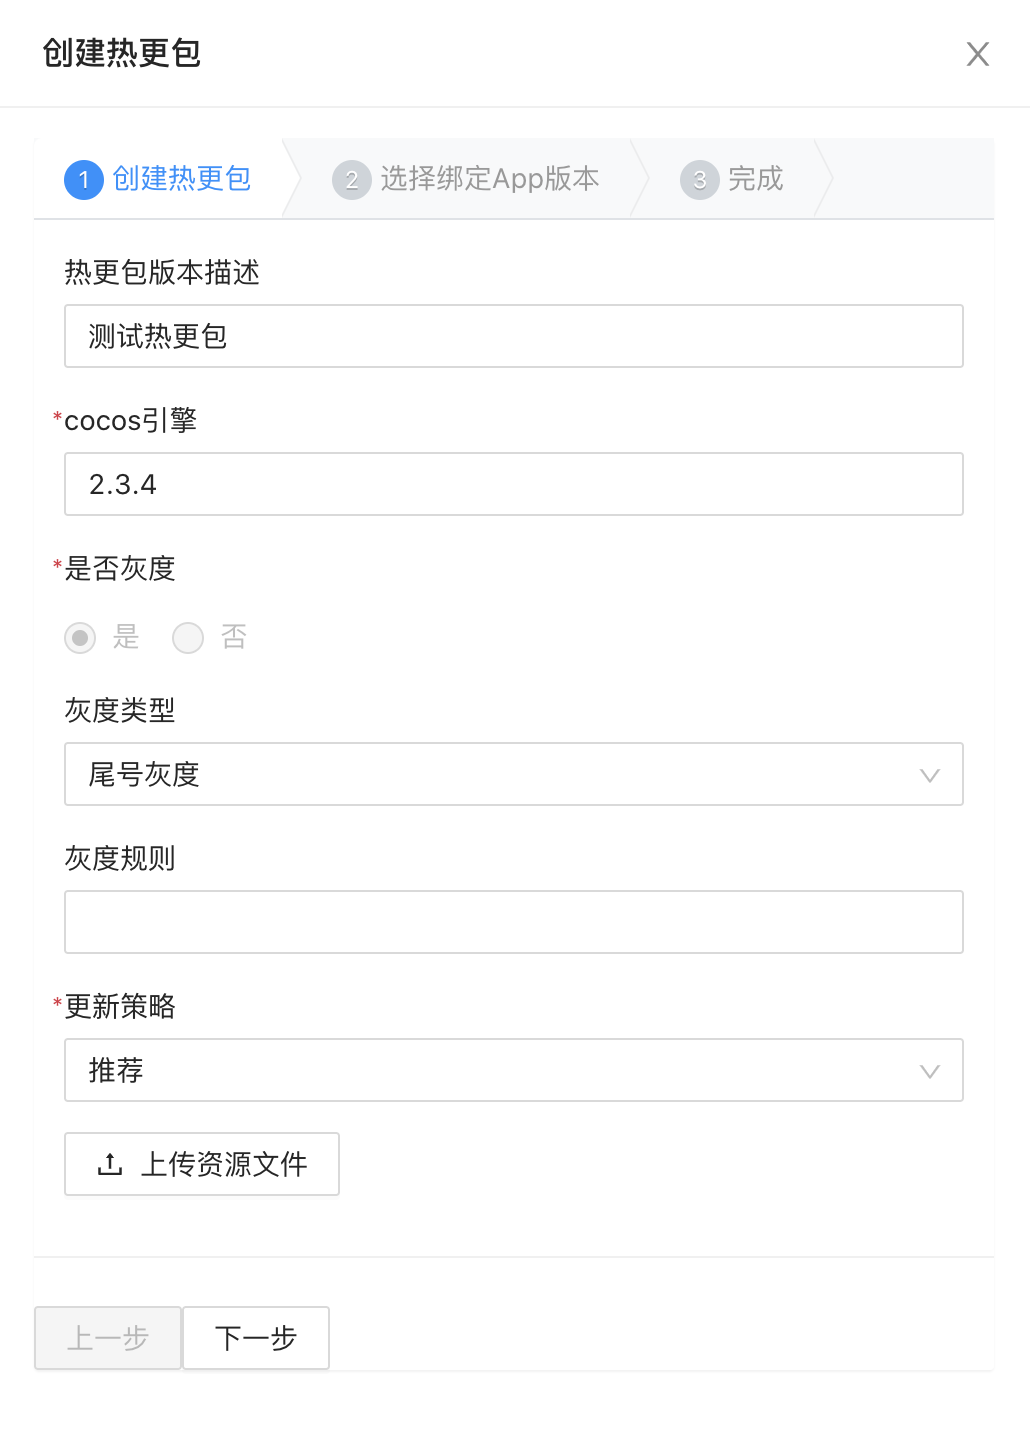 创建热更包
1 创建热更包 2 选择绑定App版本 3 完成
热更包版本描述
测试热更包
*cocos引擎
2.3.4
*是否灰度
是 否
灰度类型
尾号灰度
灰度规则
*更新策略
推荐
上传资源文件
上一步 下一步